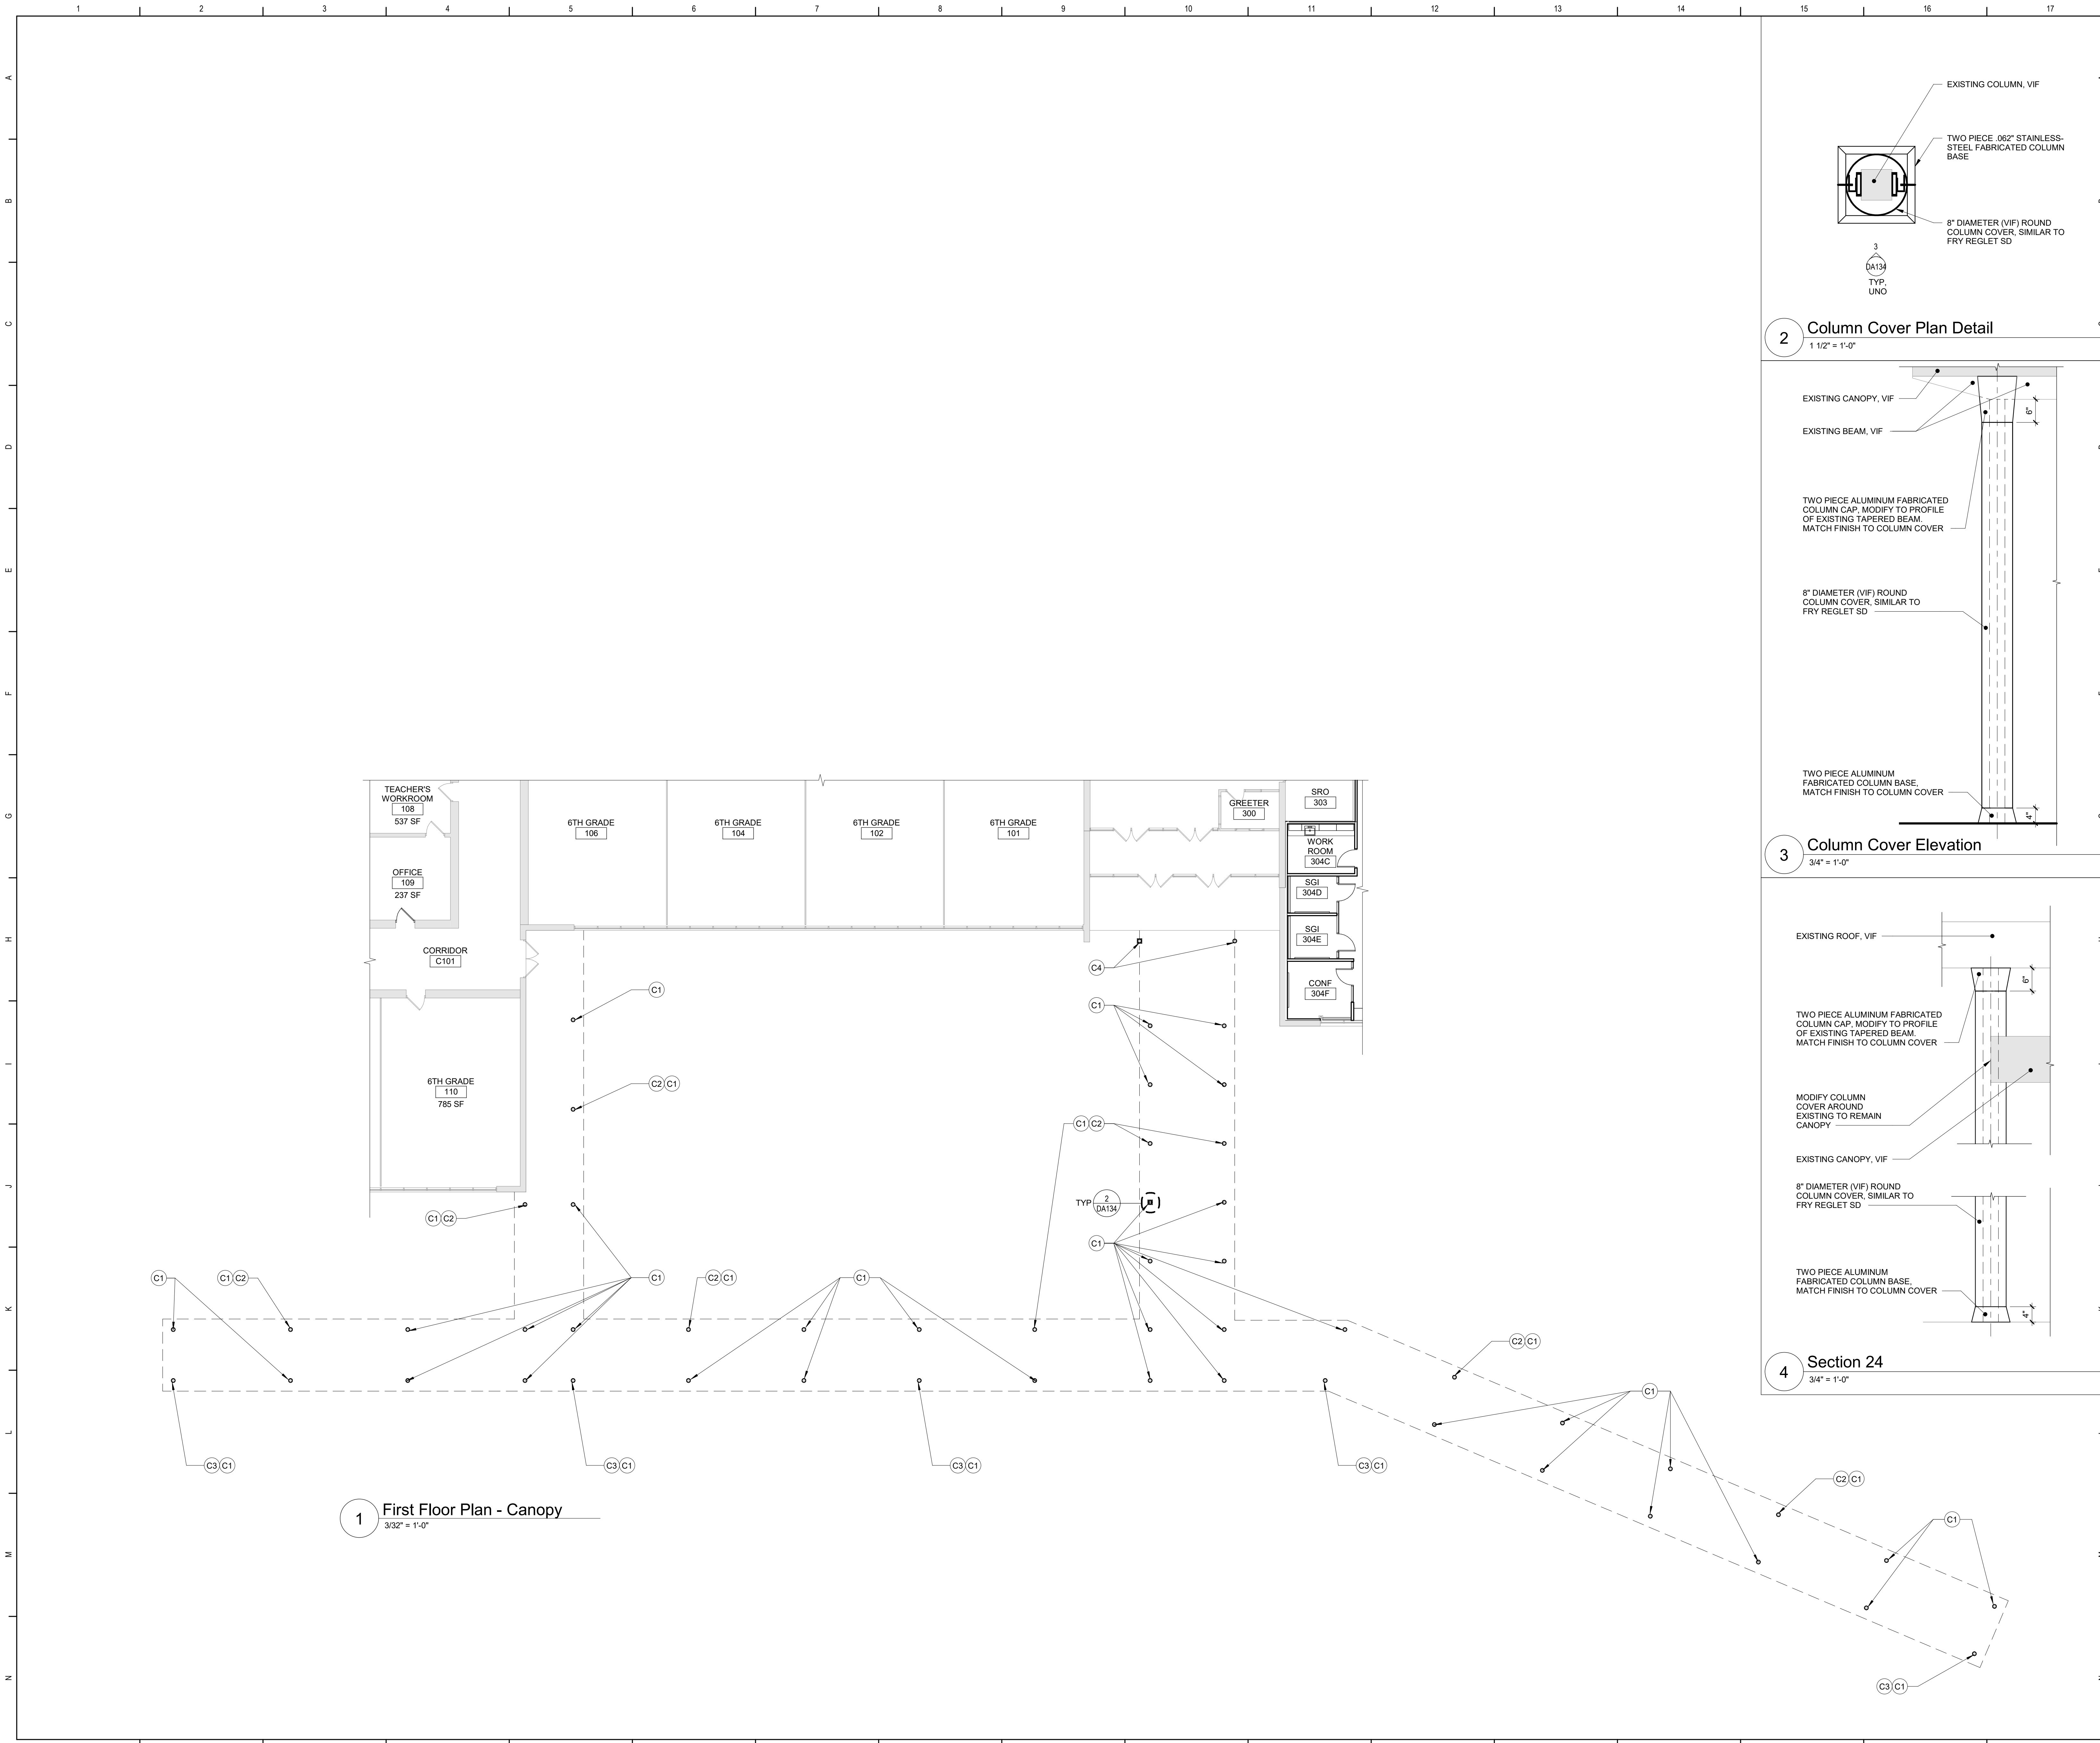 1 2 3 4 5 6 7 8 9 10 11 12 13 14 15 16 17
A
B
C
D
E
F
G
H
I
J
K
L
M
N
EXISTING COLUMN, VIF
TWO PIECE .062" STAINLESS-
STEEL FABRICATED COLUMN
BASE
8" DIAMETER (VIF) ROUND
COLUMN COVER, SIMILAR TO
FRY REGLET SD
3
DA134
TYP,
UNO
2 Column Cover Plan Detail
1 1/2" = 1'-0"
EXISTING CANOPY, VIF
6"
EXISTING BEAM, VIF
TWO PIECE ALUMINUM FABRICATED
COLUMN CAP, MODIFY TO PROFILE
OF EXISTING TAPERED BEAM.
MATCH FINISH TO COLUMN COVER
8" DIAMETER (VIF) ROUND
COLUMN COVER, SIMILAR TO
FRY REGLET SD
TWO PIECE ALUMINUM
FABRICATED COLUMN BASE,
MATCH FINISH TO COLUMN COVER
4"
3 Column Cover Elevation
3/4" = 1'-0"
EXISTING ROOF, VIF
6"
TWO PIECE ALUMINUM FABRICATED
COLUMN CAP, MODIFY TO PROFILE
OF EXISTING TAPERED BEAM.
MATCH FINISH TO COLUMN COVER
MODIFY COLUMN
COVER AROUND
EXISTING TO REMAIN
CANOPY
EXISTING CANOPY, VIF
8" DIAMETER (VIF) ROUND
COLUMN COVER, SIMILAR TO
FRY REGLET SD
TWO PIECE ALUMINUM
FABRICATED COLUMN BASE,
MATCH FINISH TO COLUMN COVER
4"
4 Section 24
3/4" = 1'-0"
TEACHER'S
WORKROOM
108
537 SF
OFFICE
109
237 SF
CORRIDOR
C101
6TH GRADE
110
785 SF
6TH GRADE
106
6TH GRADE
104
6TH GRADE
102
6TH GRADE
101
GREETER
300
SRO
303
WORK
ROOM
304C
SGI
304D
SGI
304E
CONF
304F
C4
C1
C1
C2 C1
C1 C2
TYP 2
DA134
C1 C2
C1
C1
C1 C2
C1
C2 C1
C1
C2 C1
C1
C3 C1
C3 C1
C3 C1
C3 C1
C2 C1
C1
C3 C1
1 First Floor Plan - Canopy
3/32" = 1'-0"